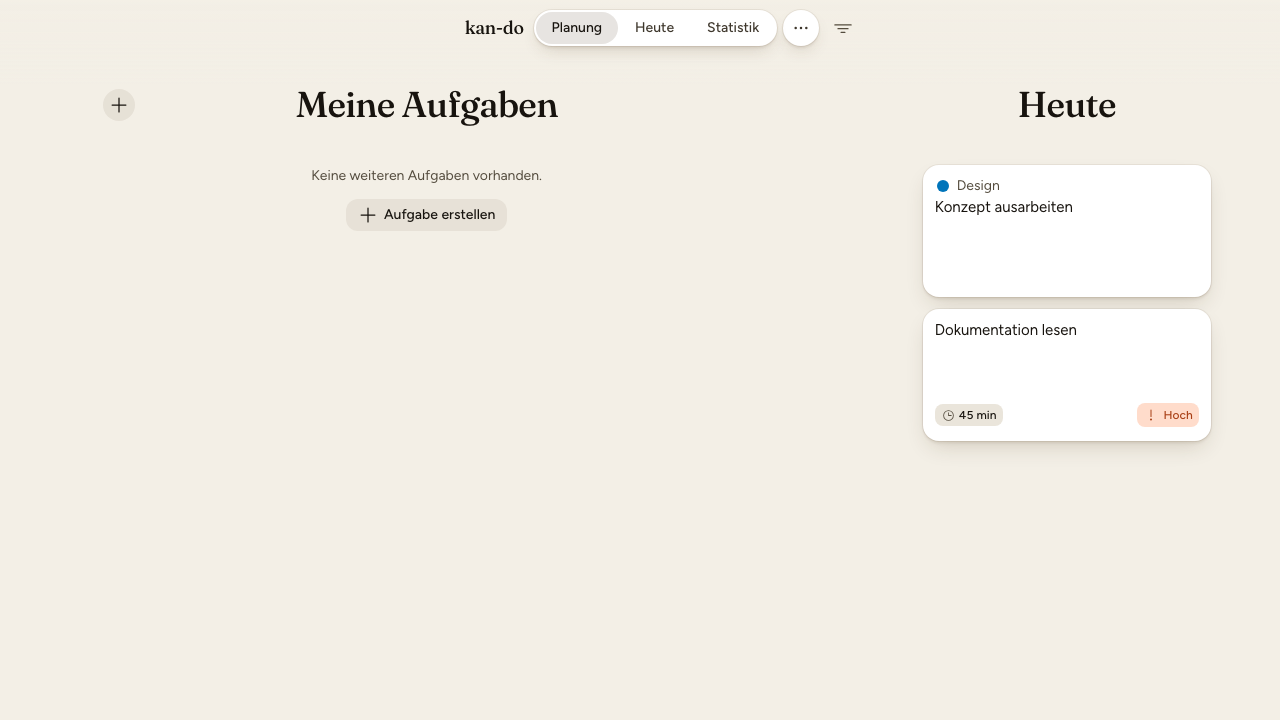 kan-do
Planung
Heute
Statistik
Meine Aufgaben
Keine weiteren Aufgaben vorhanden.
Aufgabe erstellen
Heute
Design
Konzept ausarbeiten
Dokumentation lesen
45 min
Hoch